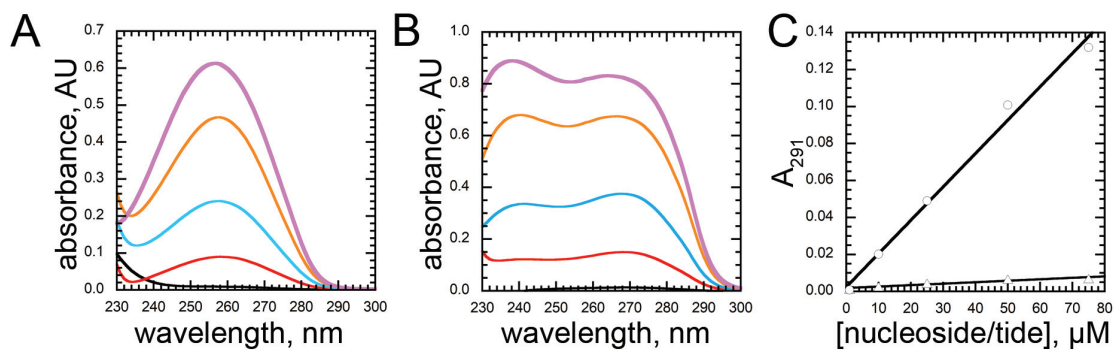 A
absorbance, AU
0.7
0.6
0.5
0.4
0.3
0.2
0.1
0.0
230 240 250 260 270 280 290 300
wavelength, nm
B
absorbance, AU
1.0
0.8
0.6
0.4
0.2
0.0
230 240 250 260 270 280 290 300
wavelength, nm
C
A291
0.14
0.12
0.10
0.08
0.06
0.04
0.02
0.00
0 10 20 30 40 50 60 70 80
[nucleoside/tide], µM